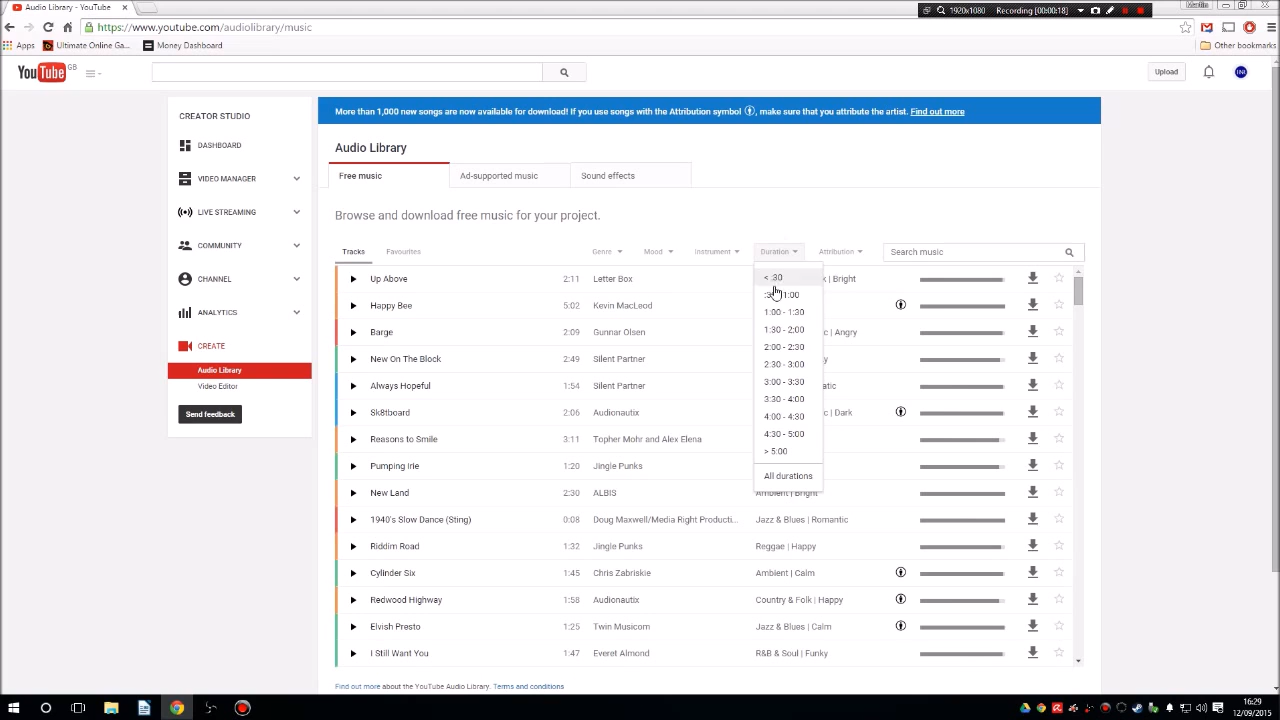 Audio Library - YouTube
1920x1080
Recording [00:00:18]
https://www.youtube.com/audiolibrary/music
Apps
Ultimate Online Ga...
Money Dashboard
Other bookmarks
YouTube GB
Upload
CREATOR STUDIO
DASHBOARD
VIDEO MANAGER
LIVE STREAMING
COMMUNITY
CHANNEL
ANALYTICS
CREATE
Audio Library
Video Editor
Send feedback
More than 1,000 new songs are now available for download! If you use songs with the Attribution symbol , make sure that you attribute the artist. Find out more
Audio Library
Free music Ad-supported music Sound effects
Browse and download free music for your project.
Tracks Favourites Genre Mood Instrument Duration Attribution Search music
Up Above 2:11 Letter Box | Bright
Happy Bee 5:02 Kevin MacLeod
Barge 2:09 Gunnar Olsen | Angry
New On The Block 2:49 Silent Partner
Always Hopeful 1:54 Silent Partner
Sk8tboard 2:06 Audionautix | Dark
Reasons to Smile 3:11 Topher Mohr and Alex Elena
Pumping Irie 1:20 Jingle Punks
New Land 2:30 ALBIS Ambient | Bright
1940's Slow Dance (Sting) 0:08 Doug Maxwell/Media Right Producti... Jazz & Blues | Romantic
Riddim Road 1:32 Jingle Punks Reggae | Happy
Cylinder Six 1:45 Chris Zabriskie Ambient | Calm
Redwood Highway 1:58 Audionautix Country & Folk | Happy
Elvish Presto 1:25 Twin Musicom Jazz & Blues | Calm
I Still Want You 1:47 Everet Almond R&B & Soul | Funky
< :30
1:00
1:00 - 1:30
1:30 - 2:00
2:00 - 2:30
2:30 - 3:00
3:00 - 3:30
3:30 - 4:00
4:00 - 4:30
4:30 - 5:00
> 5:00
All durations
Find out more about the YouTube Audio Library. Terms and conditions
16:29
12/09/2015